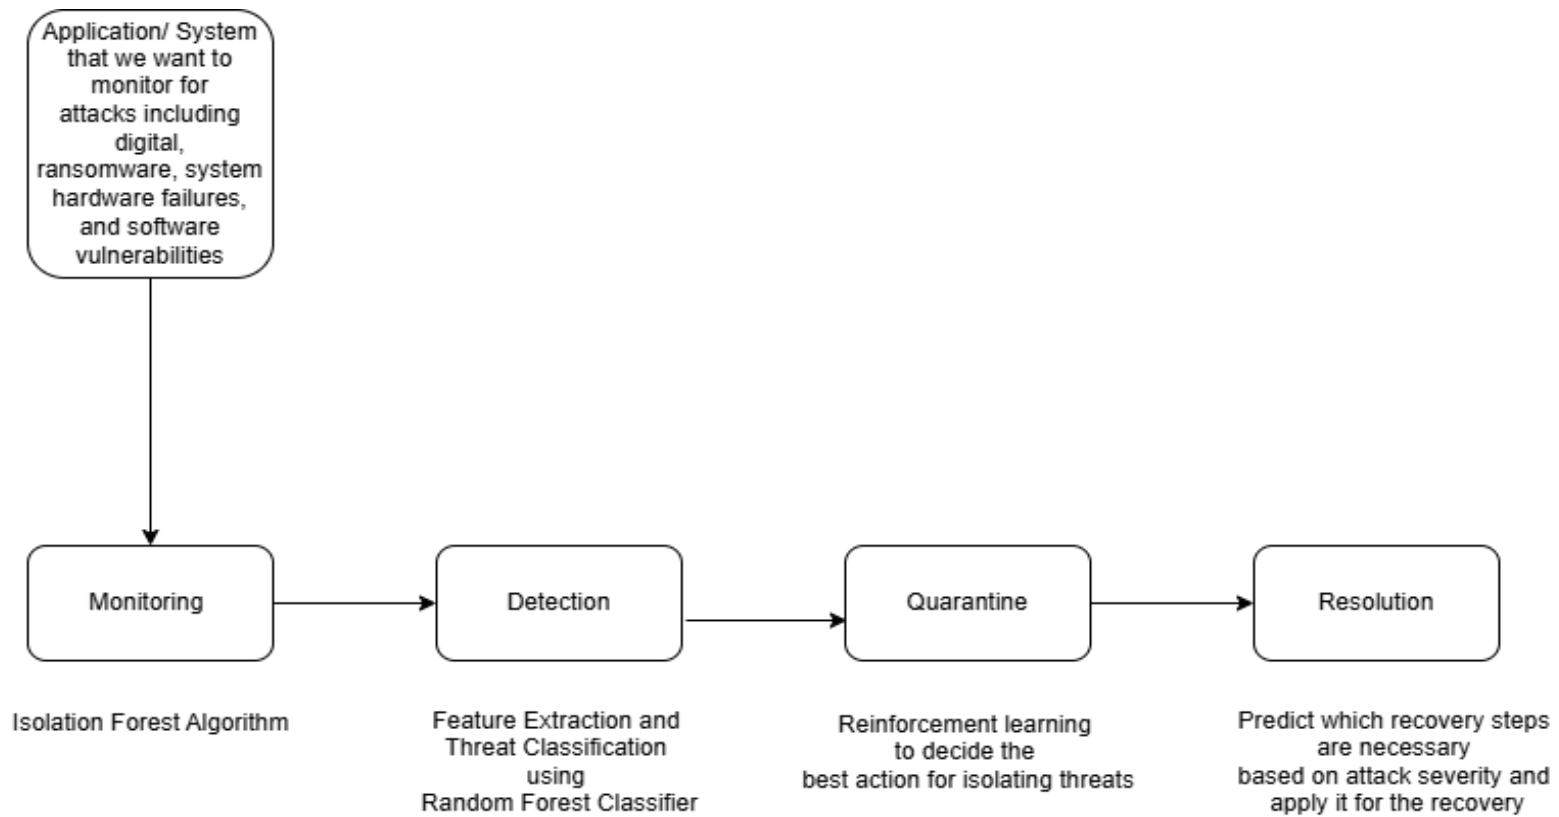 Application/ System
that we want to
monitor for
attacks including
digital,
ransomware, system
hardware failures,
and software
vulnerabilities
Monitoring
Detection
Quarantine
Resolution
Isolation Forest Algorithm
Feature Extraction and
Threat Classification
using
Random Forest Classifier
Reinforcement learning
to decide the
best action for isolating threats
Predict which recovery steps
are necessary
based on attack severity and
apply it for the recovery